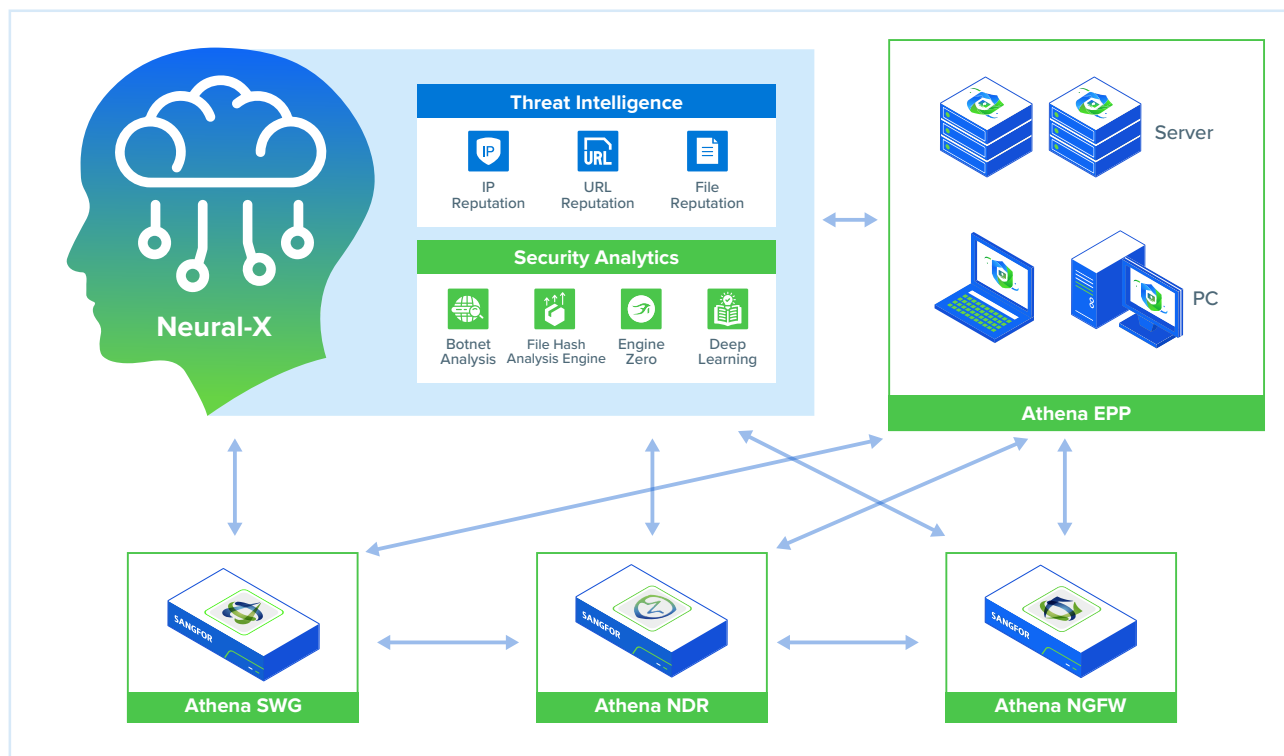 Threat Intelligence
IP
URL
IP
Reputation
URL
Reputation
File
Reputation
Security Analytics
Botnet
Analysis
File Hash
Analysis Engine
Engine
Zero
Deep
Learning
Neural-X
Server
PC
Athena EPP
SANGFOR
SANGFOR
SANGFOR
Athena SWG
Athena NDR
Athena NGFW